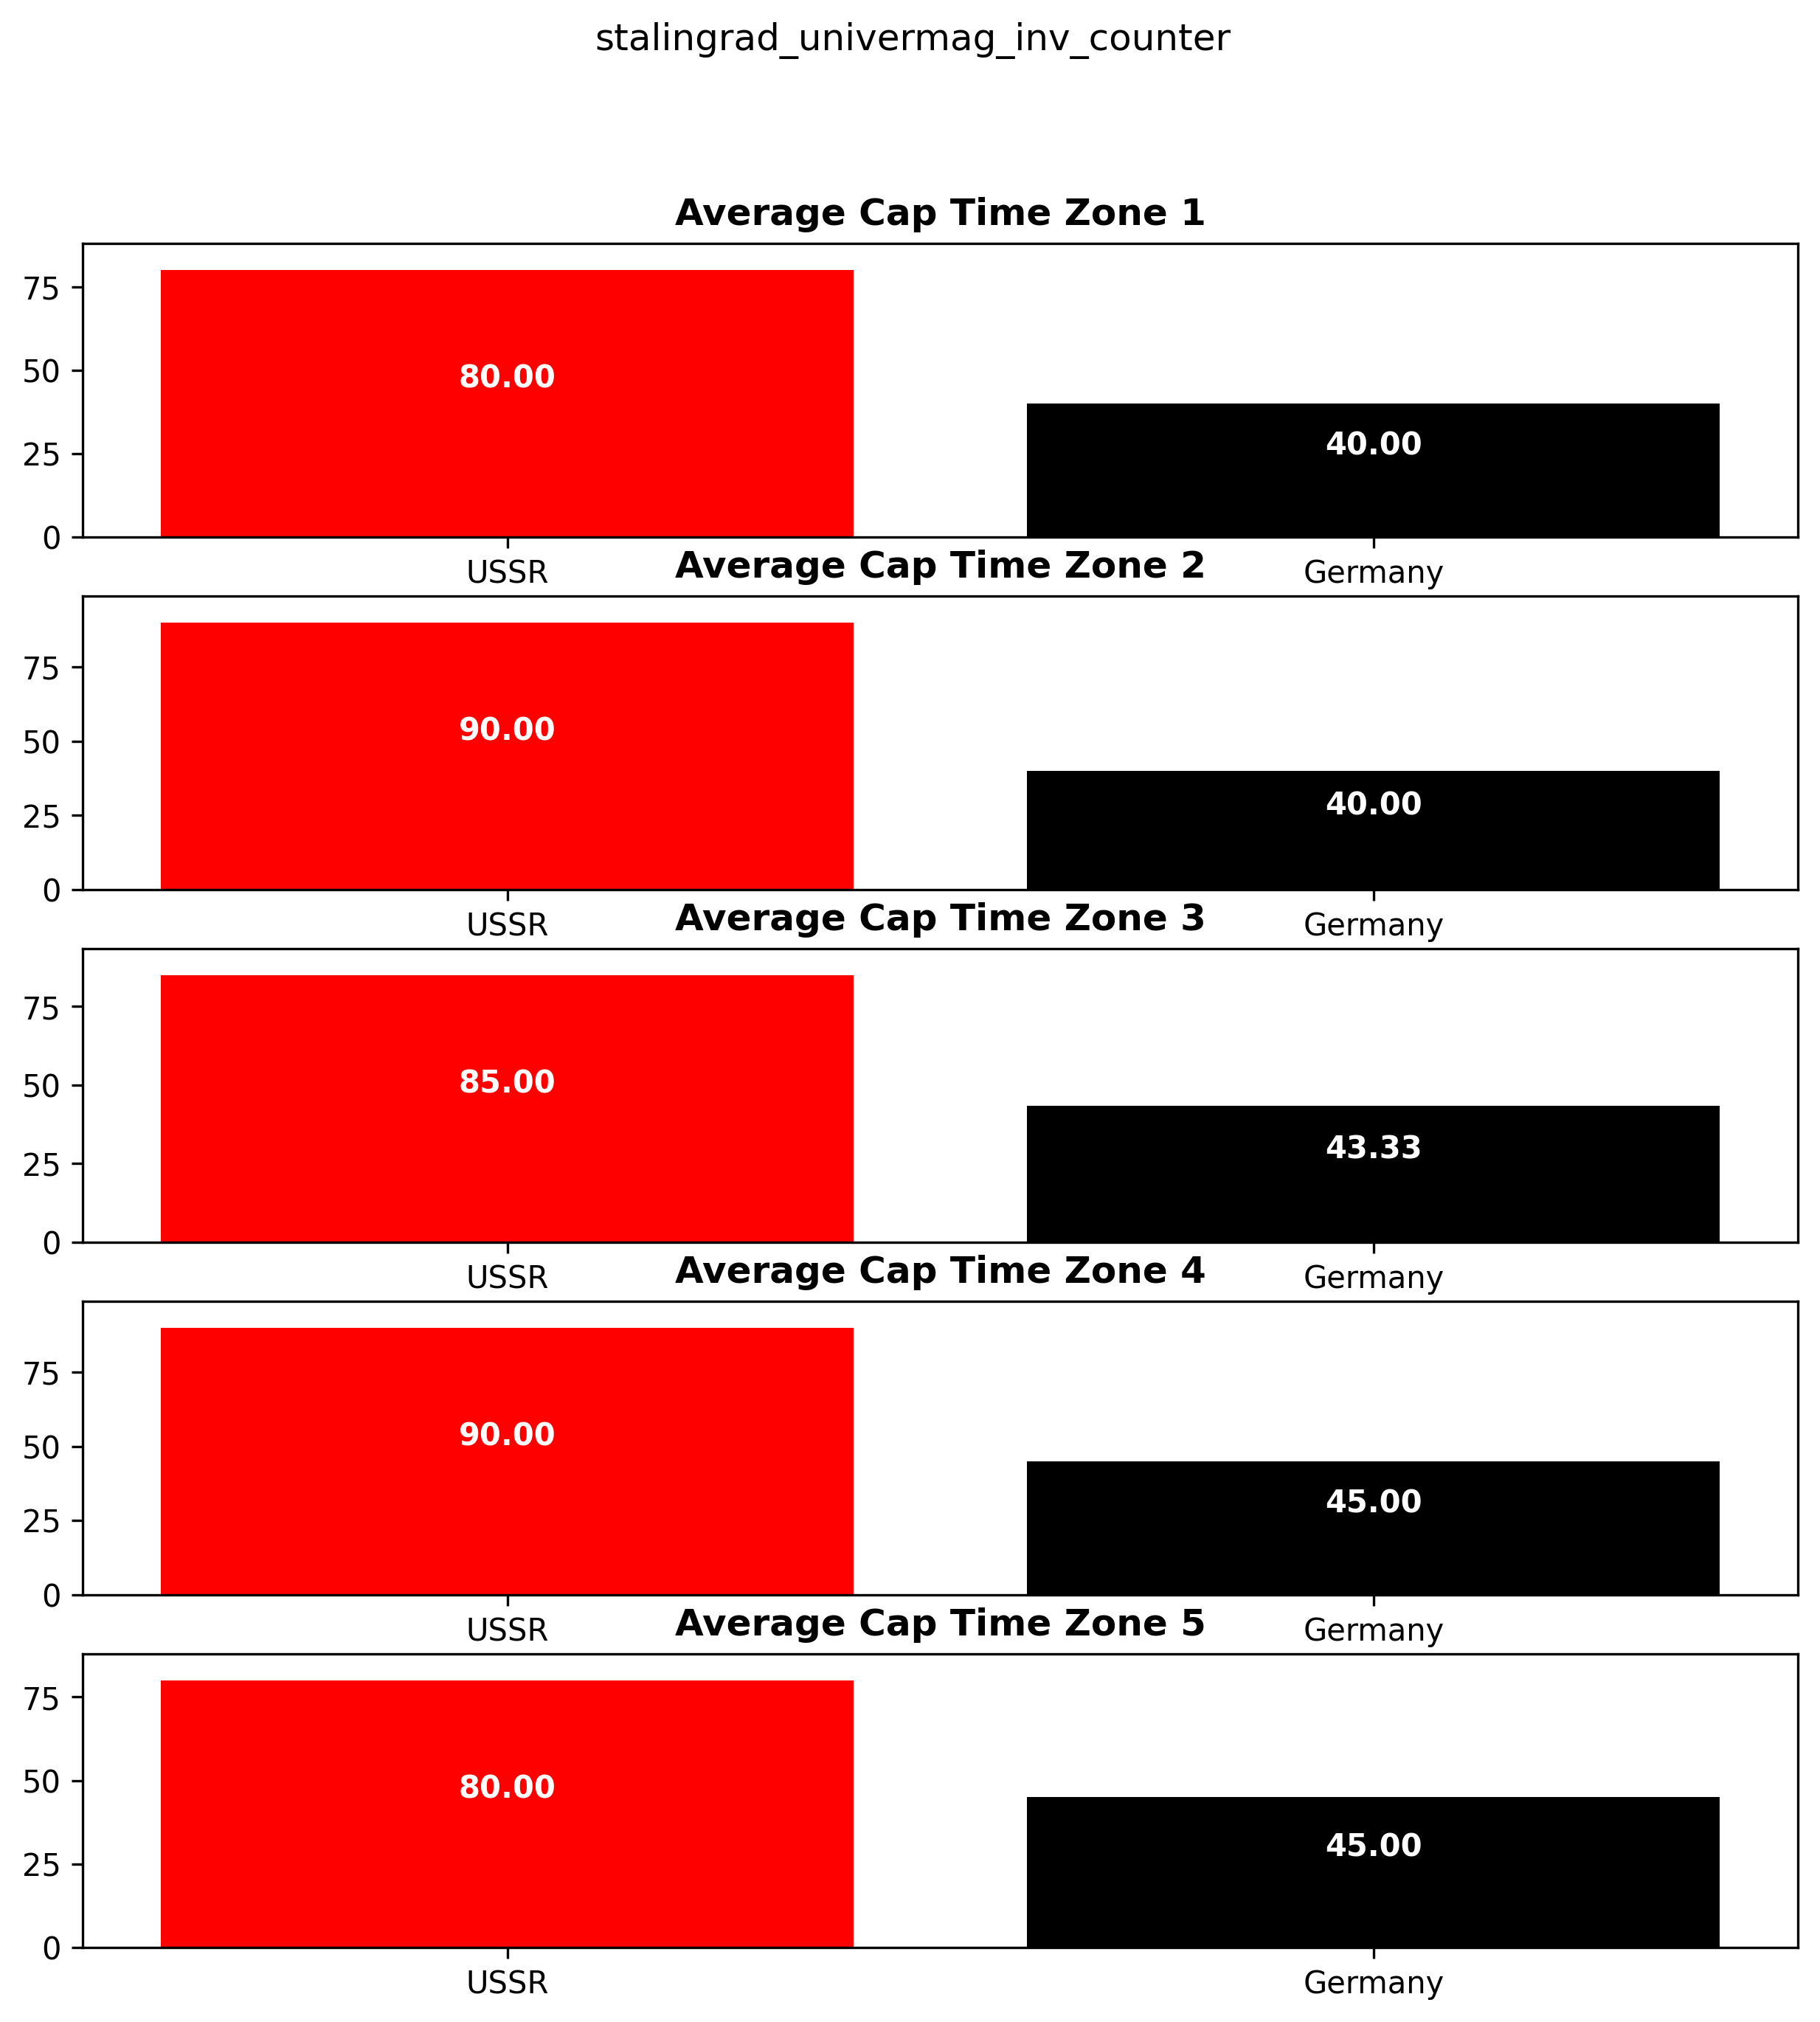 stalingrad_univermag_inv_counter
Average Cap Time Zone 1
75
50
25
0
80.00
40.00
USSR
Germany
Average Cap Time Zone 2
75
50
25
0
90.00
40.00
USSR
Germany
Average Cap Time Zone 3
75
50
25
0
85.00
43.33
USSR
Germany
Average Cap Time Zone 4
75
50
25
0
90.00
45.00
USSR
Germany
Average Cap Time Zone 5
75
50
25
0
80.00
45.00
USSR
Germany